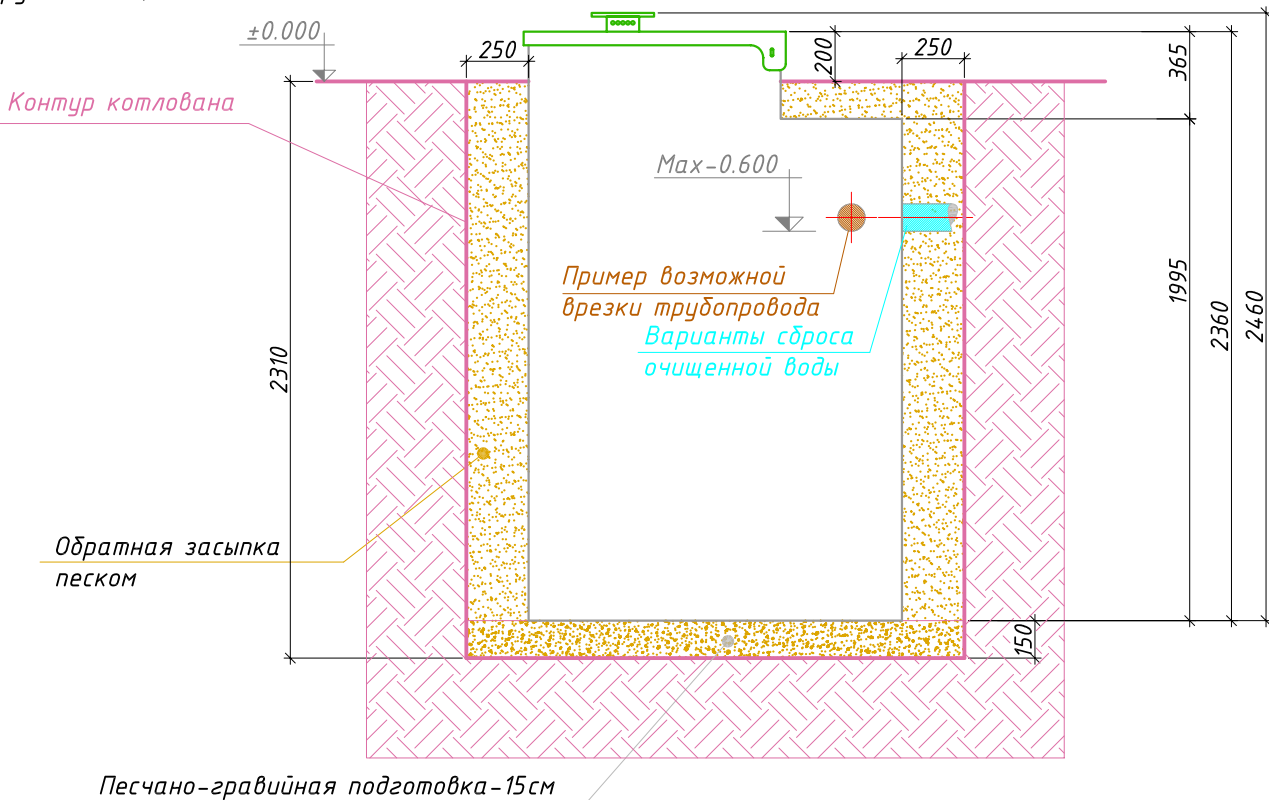 ±0.000
250
200
250
365
2460
Контур котлована
Max-0.600
Пример возможной
врезки трубопровода
Варианты сброса
очищенной воды
1995
2360
2310
Обратная засыпка
песком
150
Песчано-гравийная подготовка-15см